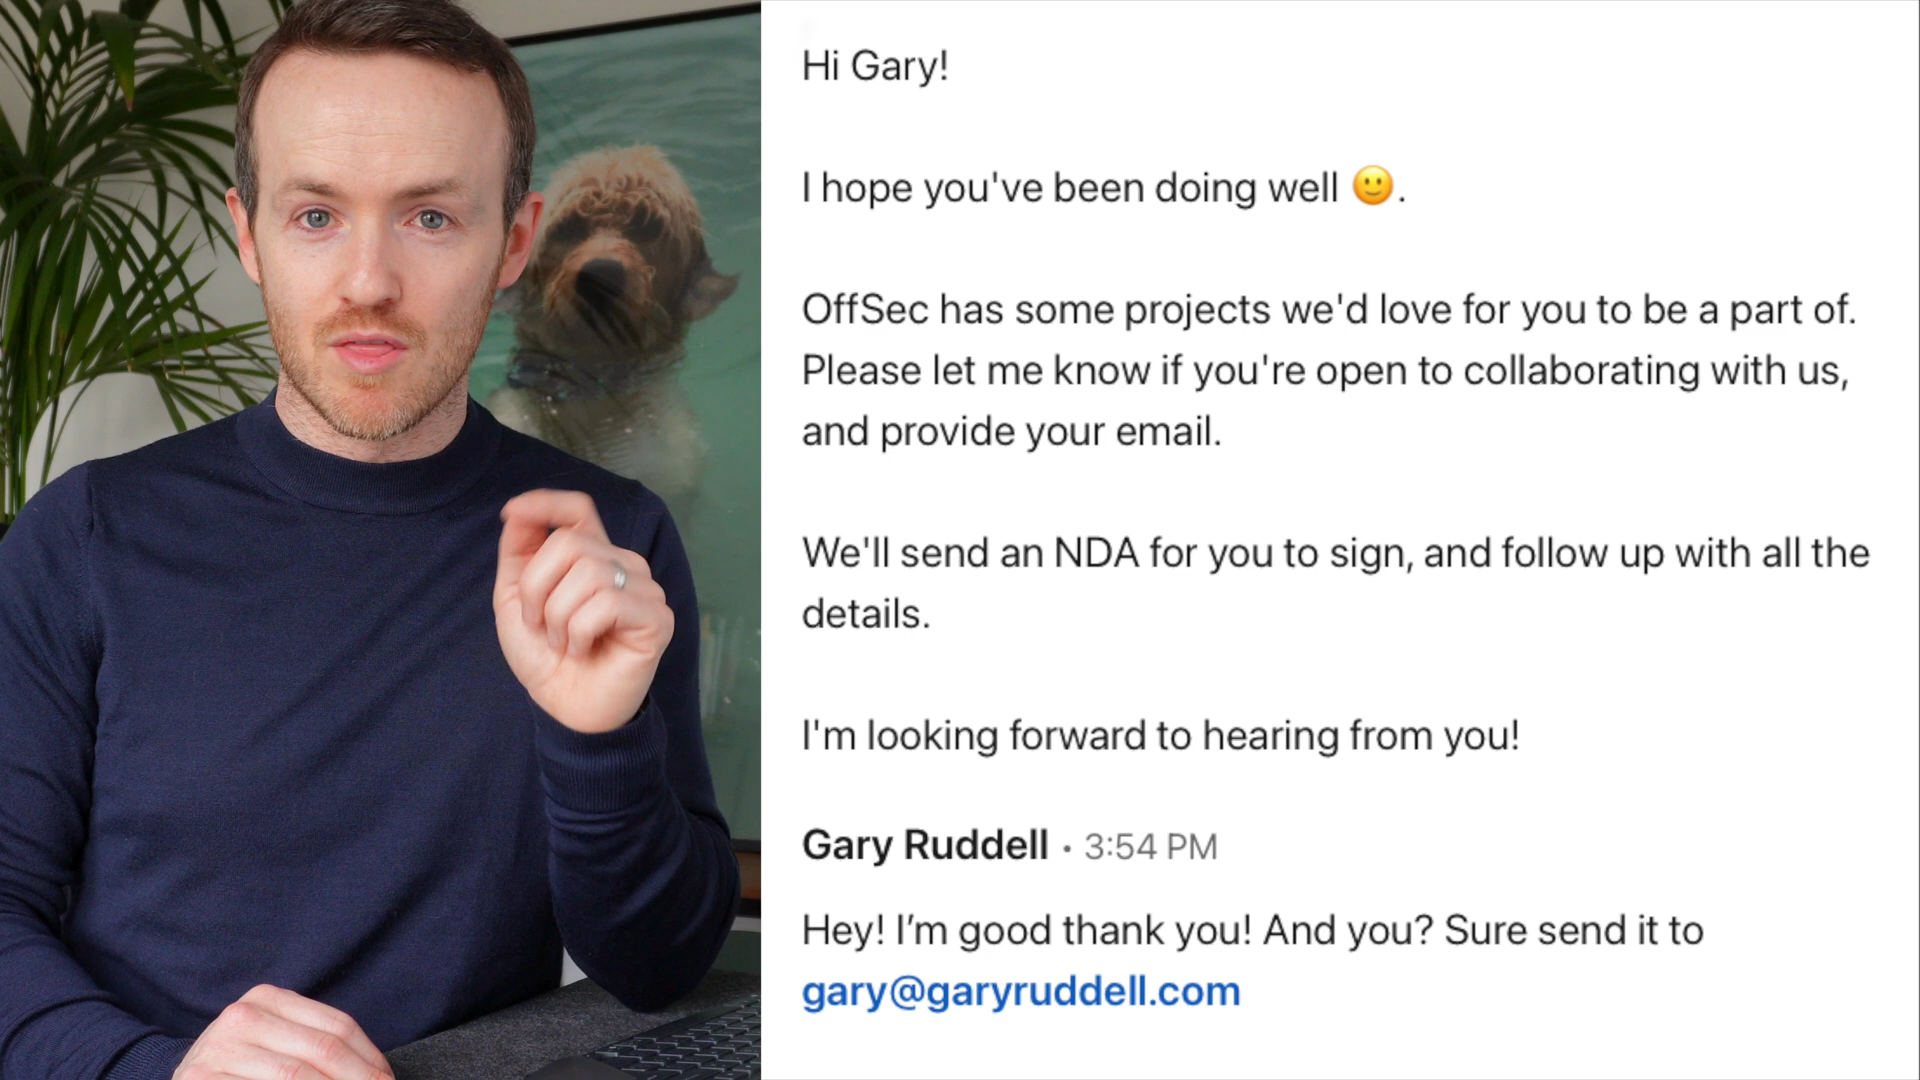 Hi Gary!
I hope you've been doing well 🙂.
OffSec has some projects we'd love for you to be a part of.
Please let me know if you're open to collaborating with us,
and provide your email.
We'll send an NDA for you to sign, and follow up with all the
details.
I'm looking forward to hearing from you!
Gary Ruddell • 3:54 PM
Hey! I’m good thank you! And you? Sure send it to
gary@garyruddell.com